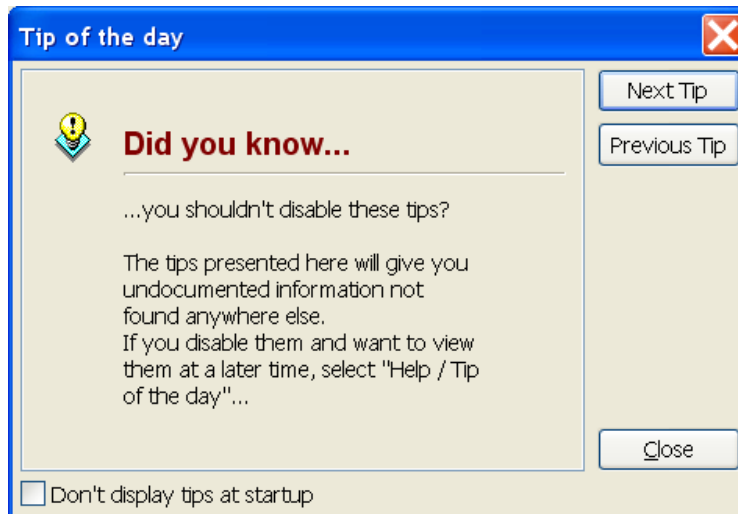 Tip of the day
Did you know...
...you shouldn't disable these tips?
The tips presented here will give you
undocumented information not
found anywhere else.
If you disable them and want to view
them at a later time, select "Help / Tip
of the day"...
Next Tip
Previous Tip
Close
Don't display tips at startup